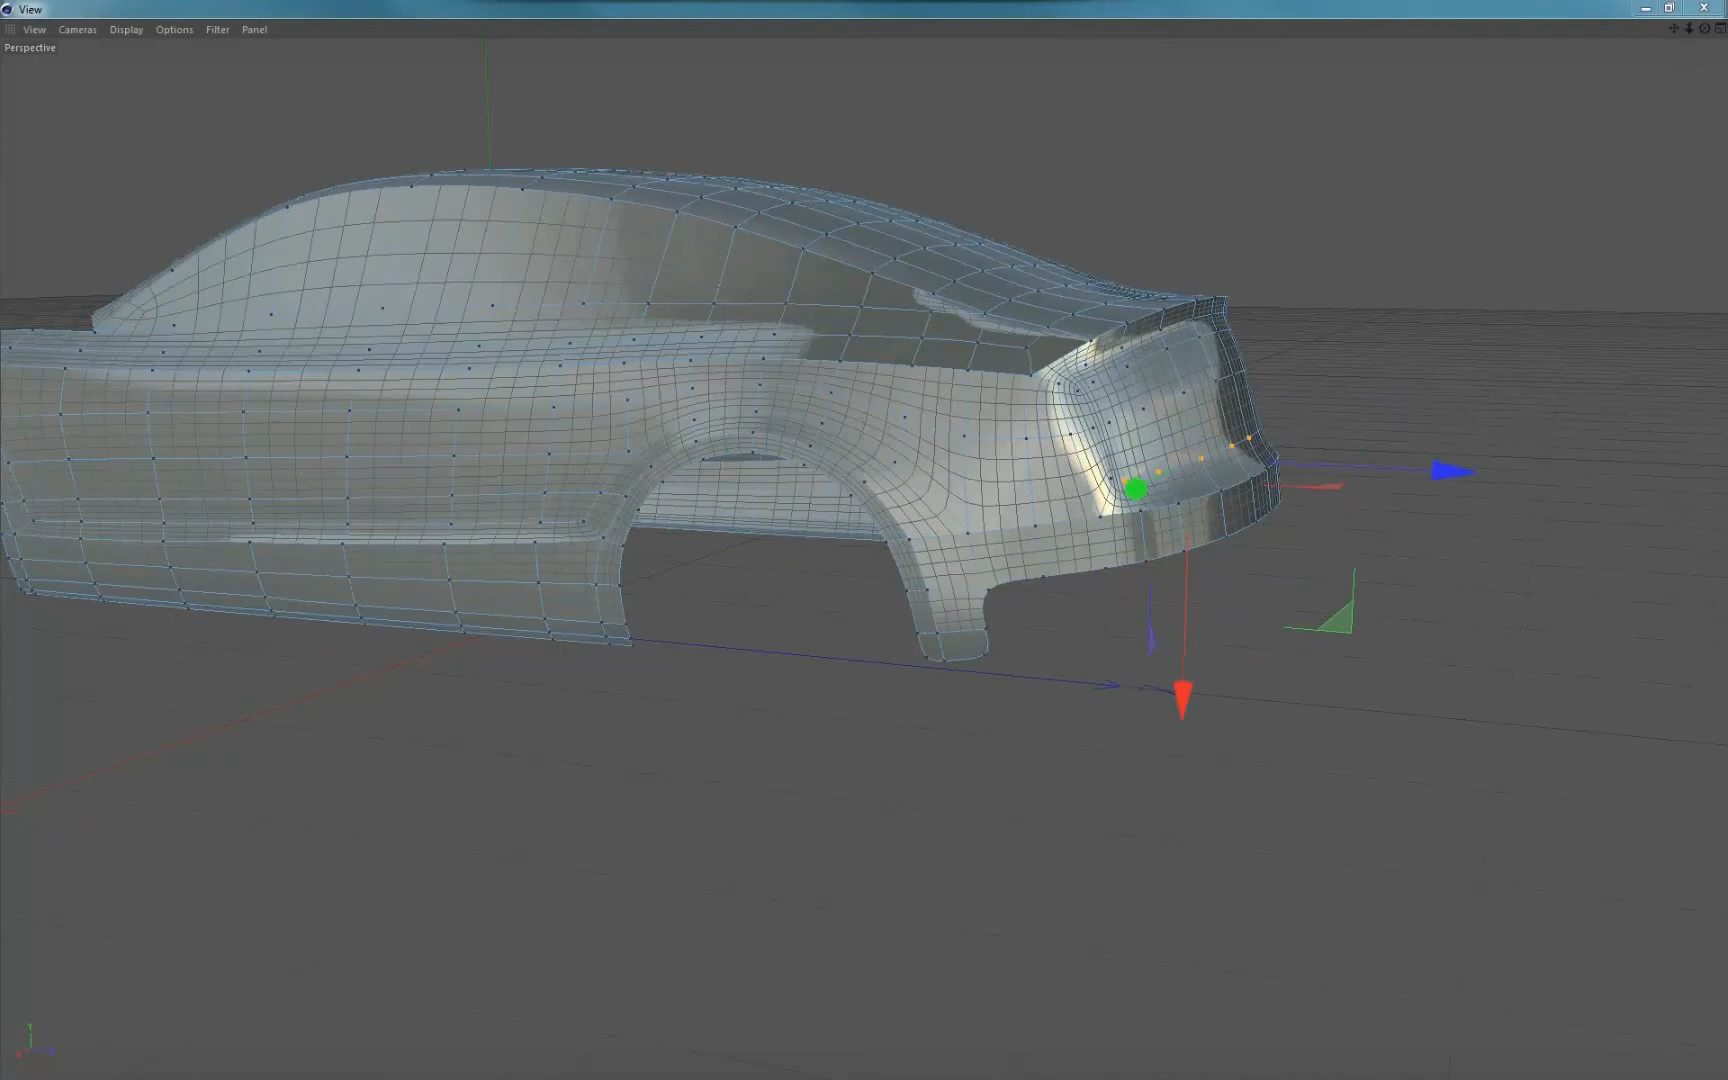 View
View Cameras Display Options Filter Panel
Perspective
Y
X